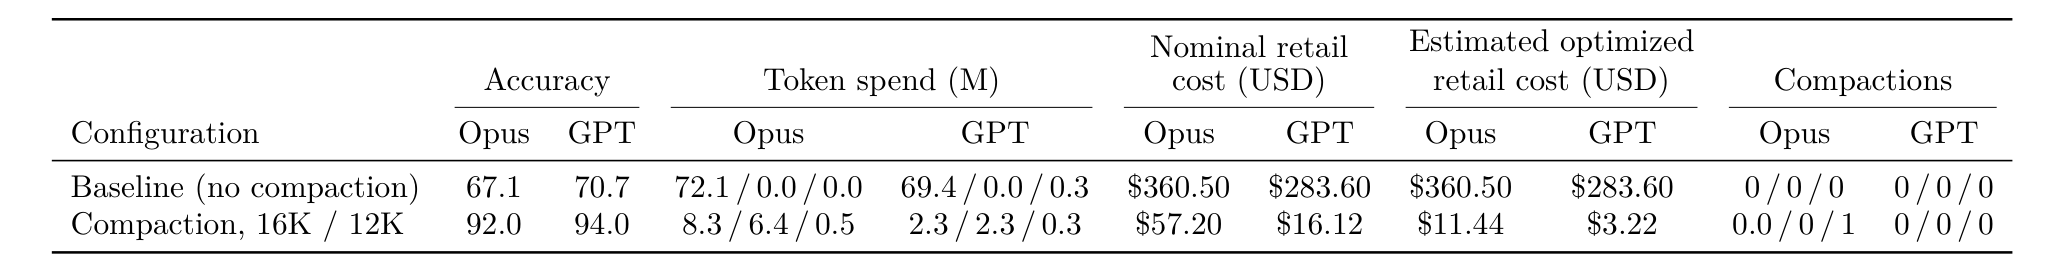 Accuracy Token spend (M) Nominal retail cost (USD) Estimated optimized retail cost (USD) Compactions
Configuration Opus GPT Opus GPT Opus GPT Opus GPT Opus GPT
Baseline (no compaction) 67.1 70.7 72.1 / 0.0 / 0.0 69.4 / 0.0 / 0.3 $360.50 $283.60 $360.50 $283.60 0 / 0 / 0 0 / 0 / 0
Compaction, 16K / 12K 92.0 94.0 8.3 / 6.4 / 0.5 2.3 / 2.3 / 0.3 $57.20 $16.12 $11.44 $3.22 0.0 / 0 / 1 0 / 0 / 0